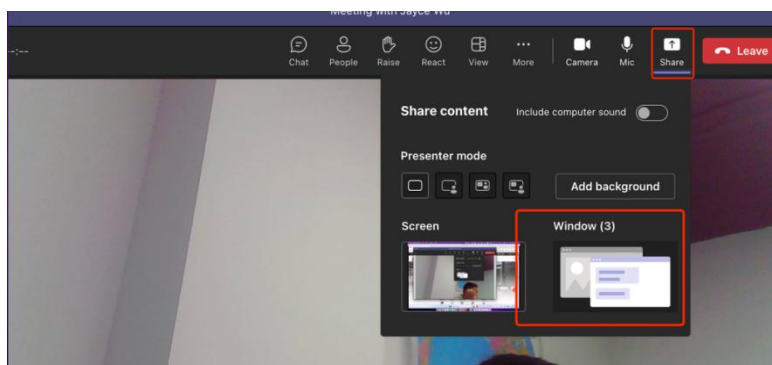 Meeting with Jayce Wu
--:--
Chat People Raise React View More Camera Mic Share Leave
Share content Include computer sound
Presenter mode
Add background
Screen Window (3)